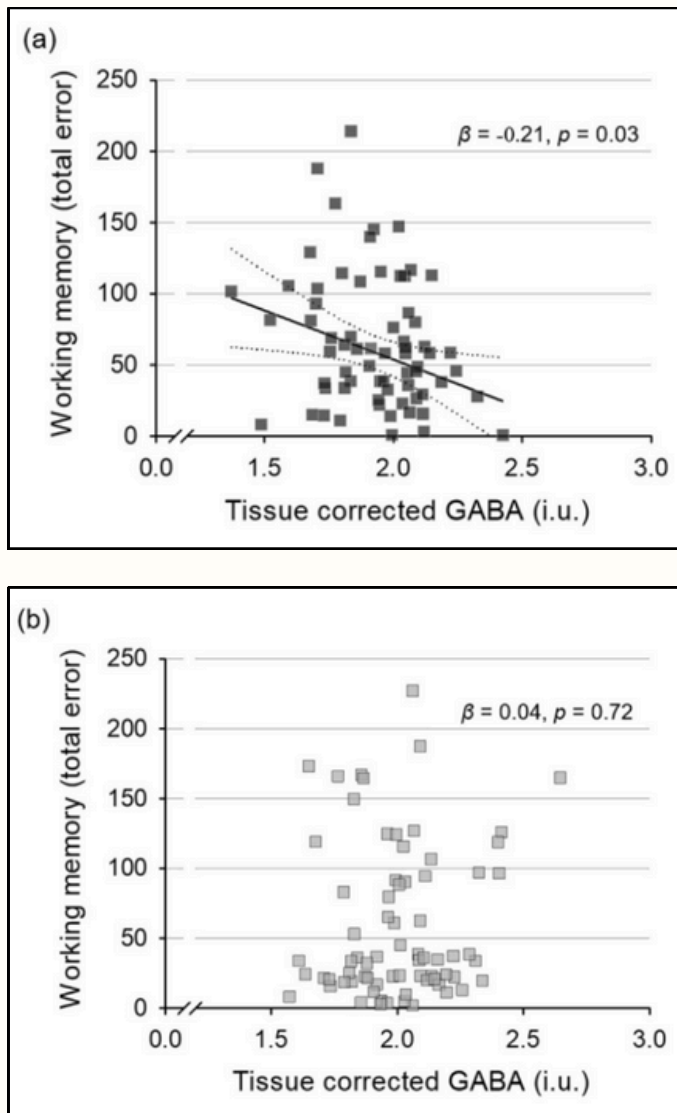 (a)
Working memory (total error)
250
200
150
100
50
0
β = -0.21, p = 0.03
0.0 1.5 2.0 2.5 3.0
Tissue corrected GABA (i.u.)
(b)
Working memory (total error)
250
200
150
100
50
0
β = 0.04, p = 0.72
0.0 1.5 2.0 2.5 3.0
Tissue corrected GABA (i.u.)